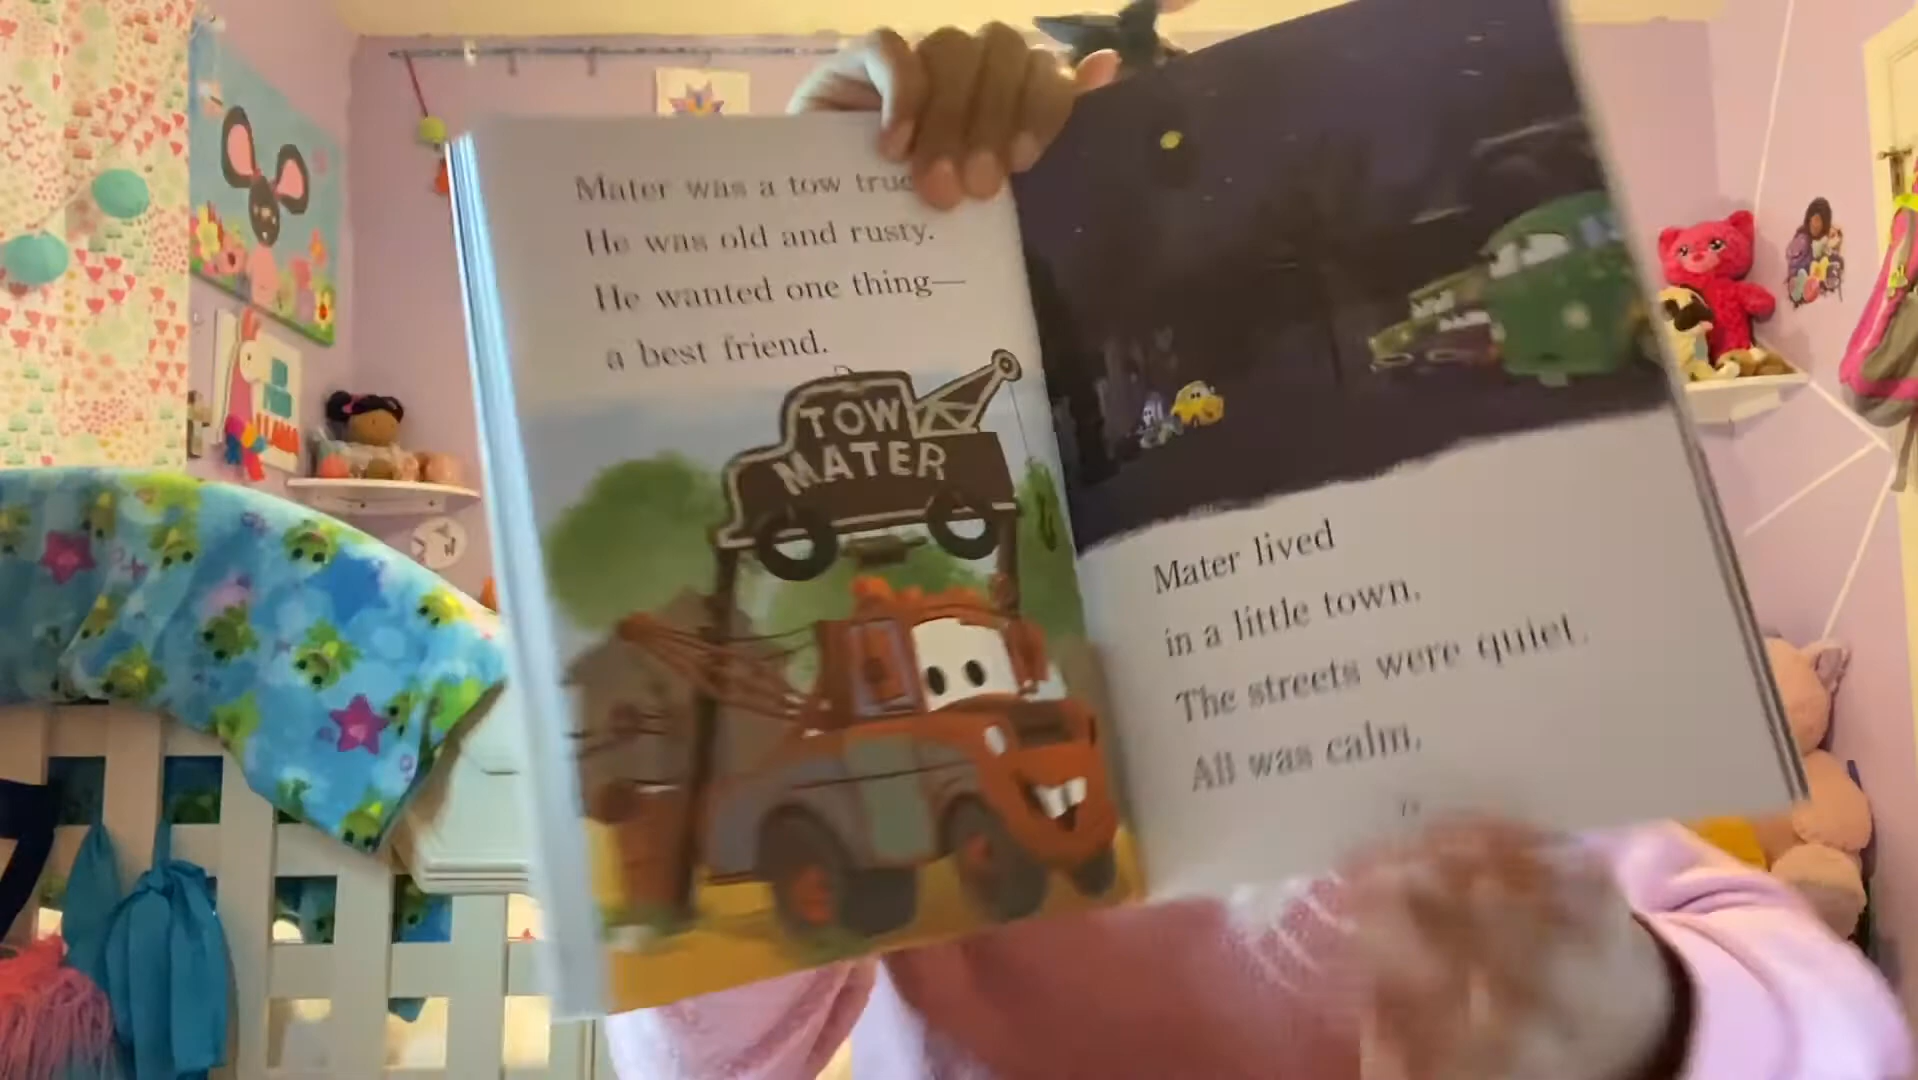 Mater was a tow
He was old and rusty.
He wanted one thing—
a best friend.
TOW
MATER
Mater lived
in a little town.
The streets were quiet.
All was calm.